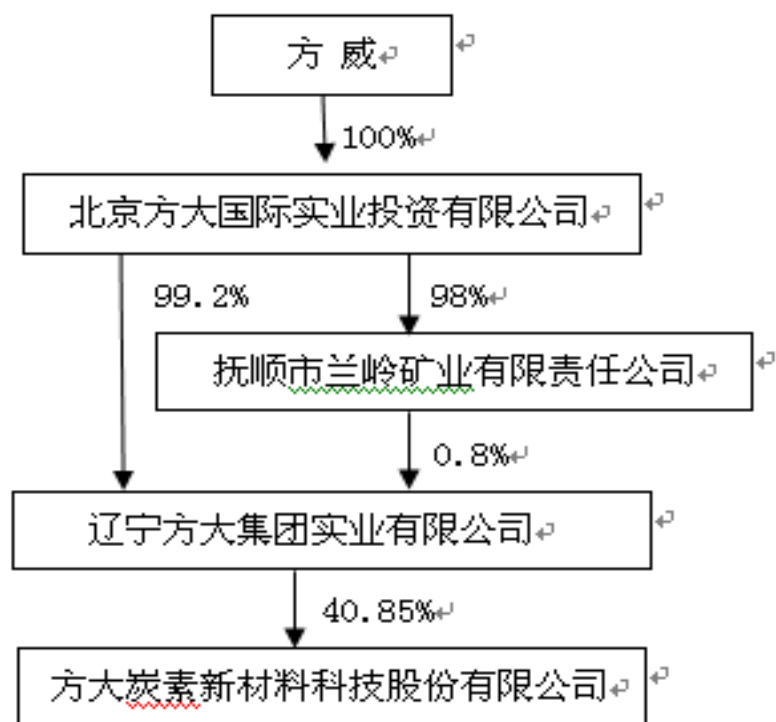 方 威
100%
北京方大国际实业投资有限公司
99.2%
98%
抚顺市兰岭矿业有限责任公司
0.8%
辽宁方大集团实业有限公司
40.85%
方大炭素新材料科技股份有限公司